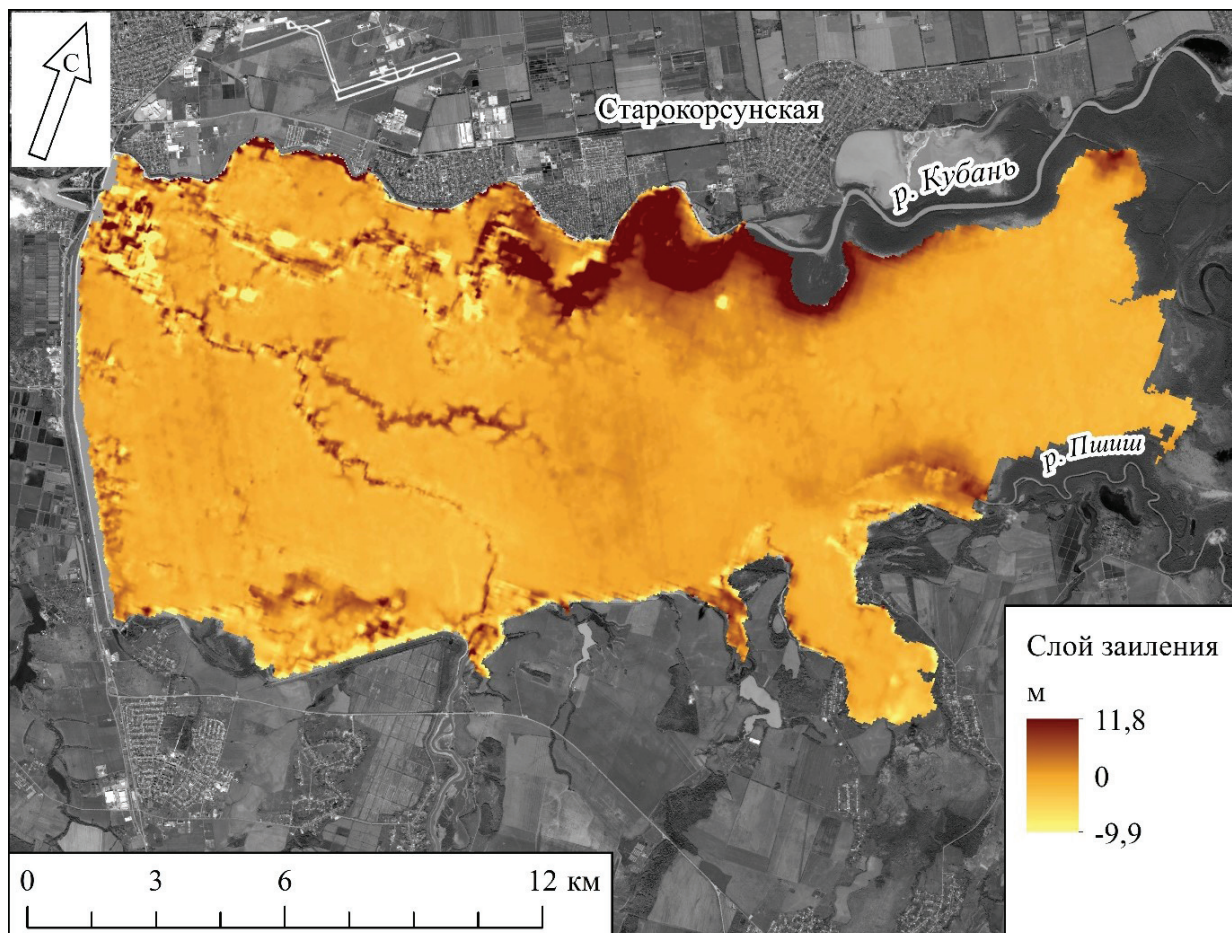 С
Старокорсунская
р. Кубань
р. Пшиш
Слой заиления
м
11,8
0
-9,9
0 3 6 12 км